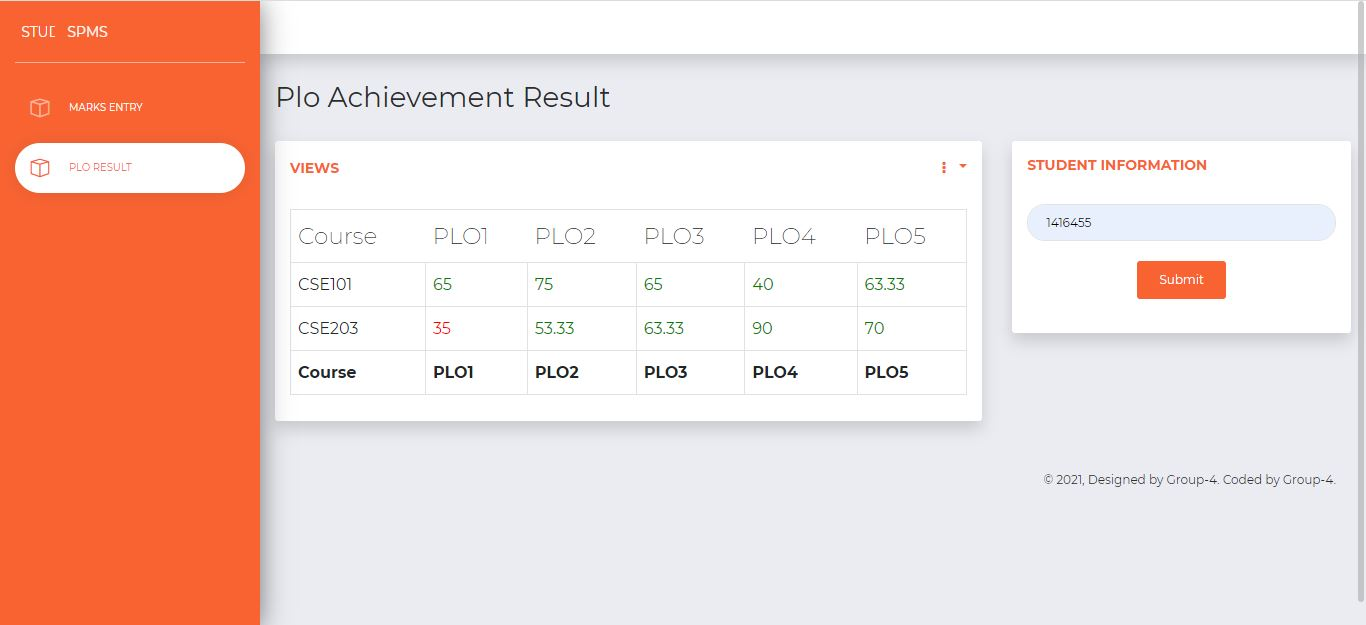 STUD SPMS
MARKS ENTRY
PLO RESULT
Plo Achievement Result
VIEWS
Course PLO1 PLO2 PLO3 PLO4 PLO5
CSE101 65 75 65 40 63.33
CSE203 35 53.33 63.33 90 70
Course PLO1 PLO2 PLO3 PLO4 PLO5
STUDENT INFORMATION
1416455
Submit
© 2021, Designed by Group-4. Coded by Group-4.